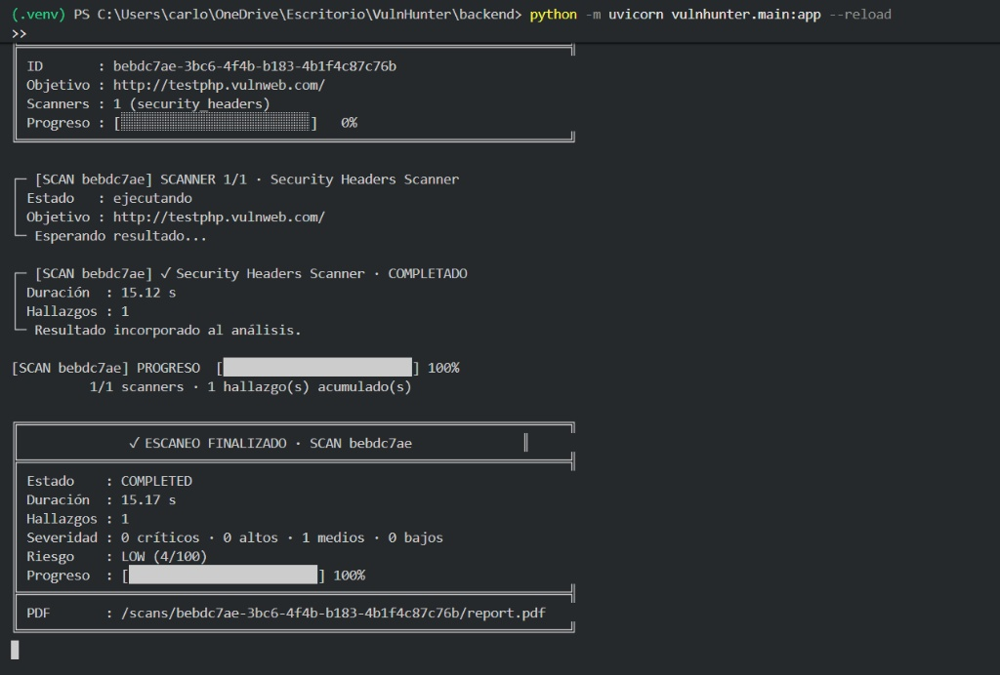 (.venv) PS C:\Users\carlo\OneDrive\Escritorio\VulnHunter\backend> python -m uvicorn vulnhunter.main:app --reload
>>
ID : bebdc7ae-3bc6-4f4b-b183-4b1f4c87c76b
Objetivo : http://testphp.vulnweb.com/
Scanners : 1 (security_headers)
Progreso : [░░░░░░░░░░░░░░░░░░░░░░░░] 0%
[SCAN bebdc7ae] SCANNER 1/1 · Security Headers Scanner
Estado : ejecutando
Objetivo : http://testphp.vulnweb.com/
Esperando resultado...
[SCAN bebdc7ae] ✓ Security Headers Scanner · COMPLETADO
Duración : 15.12 s
Hallazgos : 1
Resultado incorporado al análisis.
[SCAN bebdc7ae] PROGRESO [████████████████████████] 100%
1/1 scanners · 1 hallazgo(s) acumulado(s)
✓ ESCANEO FINALIZADO · SCAN bebdc7ae
Estado : COMPLETED
Duración : 15.17 s
Hallazgos : 1
Severidad : 0 críticos · 0 altos · 1 medios · 0 bajos
Riesgo : LOW (4/100)
Progreso : [████████████████████████] 100%
PDF : /scans/bebdc7ae-3bc6-4f4b-b183-4b1f4c87c76b/report.pdf